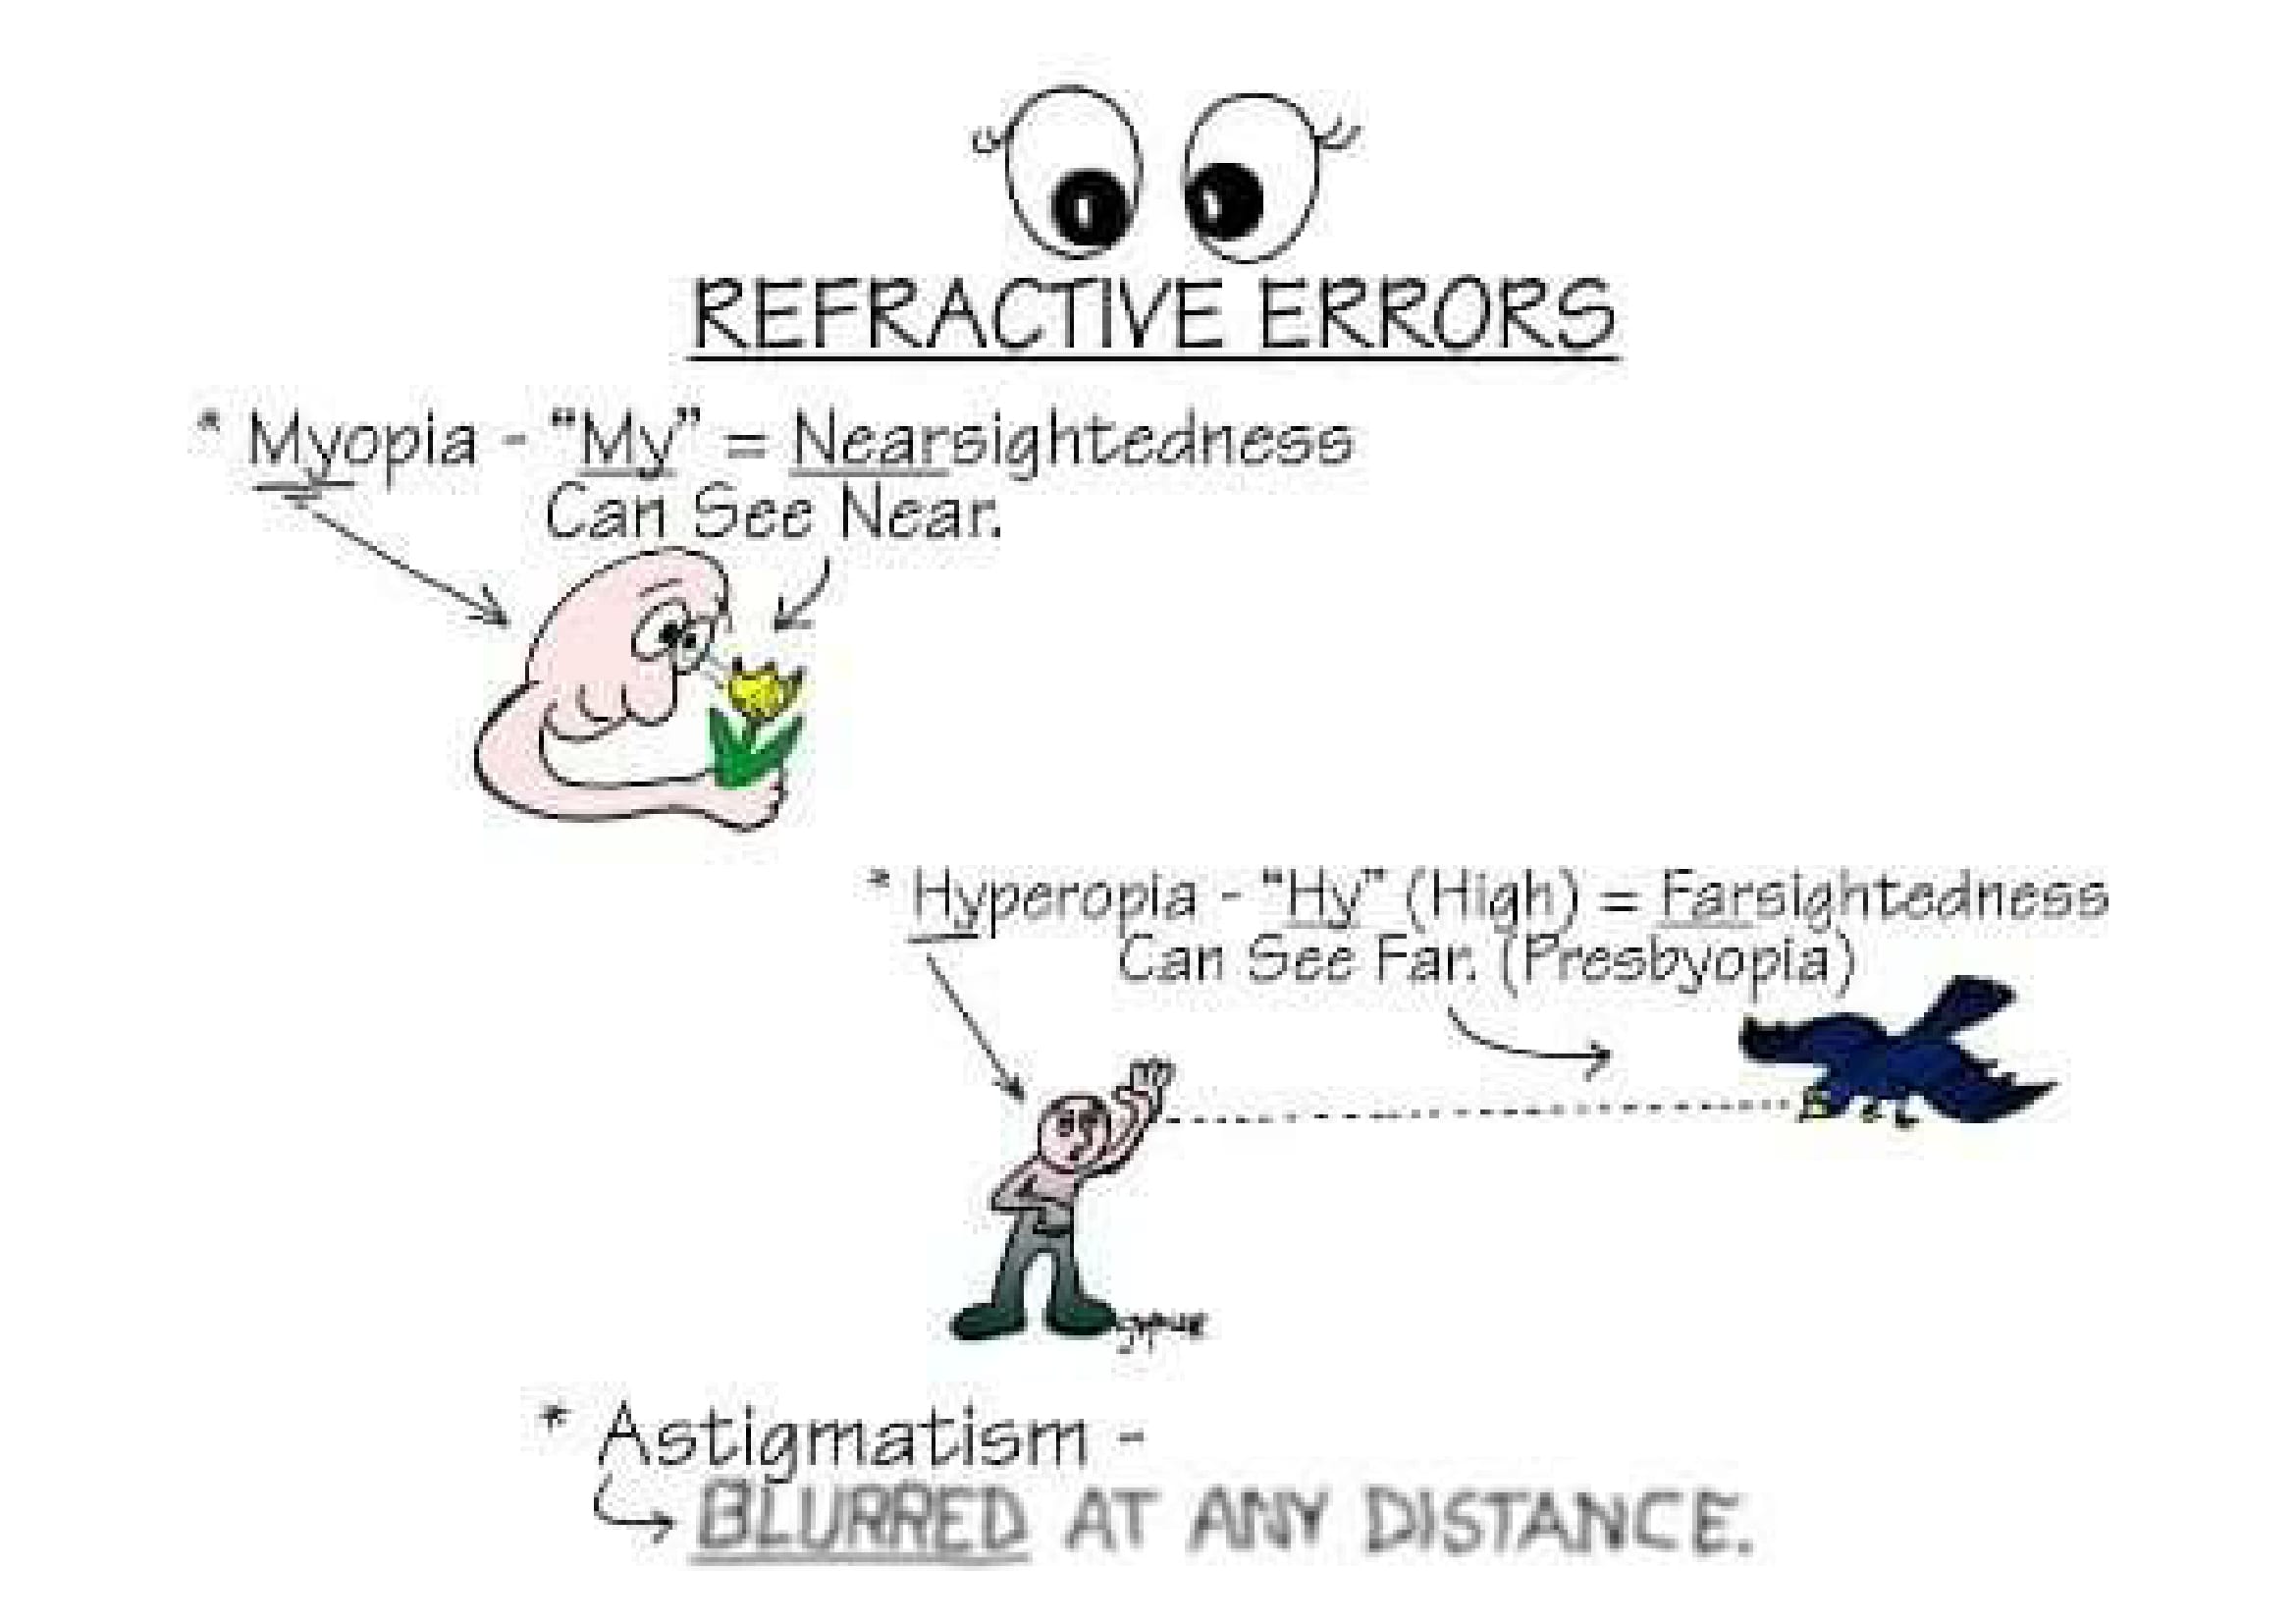 REFRACTIVE ERRORS
* Myopia - "My" = Nearsightedness
Can See Near.
* Hyperopia - "Hy" (High) = Farsightedness
Can See Far. (Presbyopia)
* Astigmatism -
BLURRED AT ANY DISTANCE.